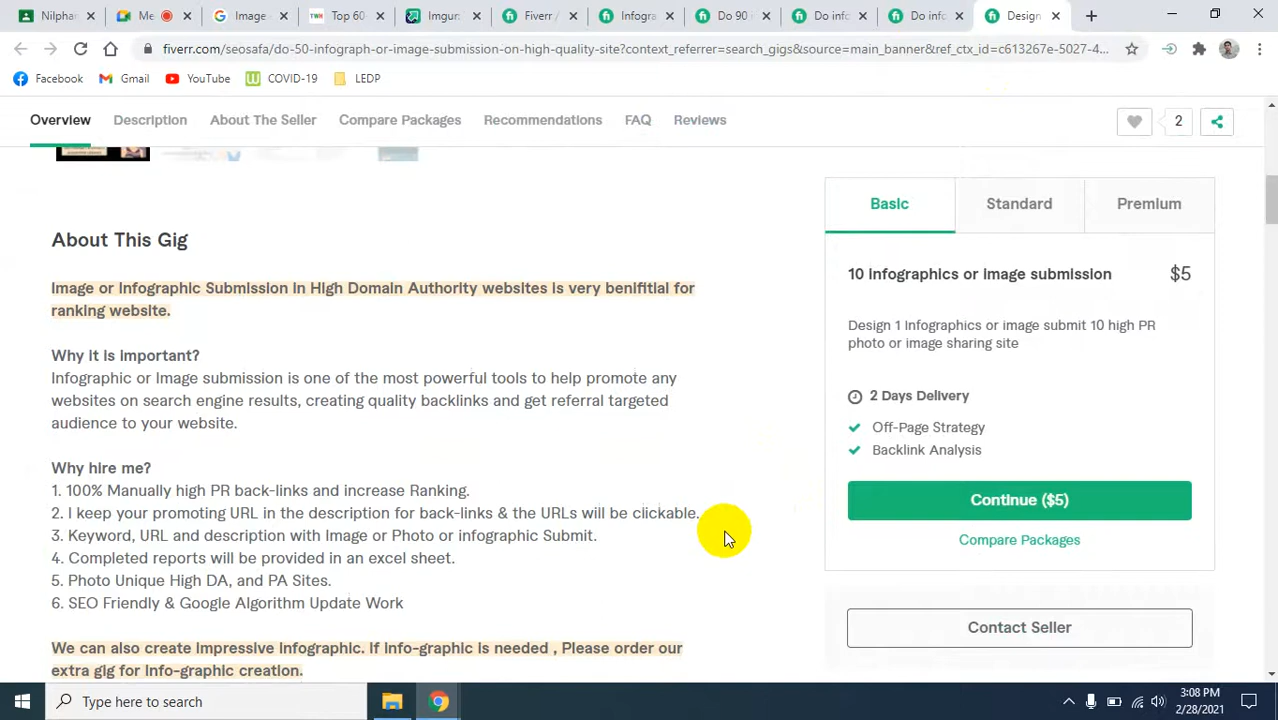 Nilphar
Me
Image
Top 60
Imgur
Fiverr /
Infogra
Do 90
Do info
Do info
Design
fiverr.com/seosafa/do-50-infograph-or-image-submission-on-high-quality-site?context_referrer=search_gigs&source=main_banner&ref_ctx_id=c613267e-5027-4...
Facebook
Gmail
YouTube
COVID-19
LEDP
Overview
Description
About The Seller
Compare Packages
Recommendations
FAQ
Reviews
2
About This Gig
Image or Infographic Submission in High Domain Authority websites is very benifitial for
ranking website.
Why it is important?
Infographic or Image submission is one of the most powerful tools to help promote any
websites on search engine results, creating quality backlinks and get referral targeted
audience to your website.
Why hire me?
1. 100% Manually high PR back-links and increase Ranking.
2. I keep your promoting URL in the description for back-links & the URLs will be clickable.
3. Keyword, URL and description with Image or Photo or infographic Submit.
4. Completed reports will be provided in an excel sheet.
5. Photo Unique High DA, and PA Sites.
6. SEO Friendly & Google Algorithm Update Work
We can also create Impressive Infographic. If Info-graphic is needed , Please order our
extra gig for Info-graphic creation.
Basic
Standard
Premium
10 infographics or image submission
$5
Design 1 Infographics or image submit 10 high PR
photo or image sharing site
2 Days Delivery
Off-Page Strategy
Backlink Analysis
Continue ($5)
Compare Packages
Contact Seller
Type here to search
3:08 PM
2/28/2021